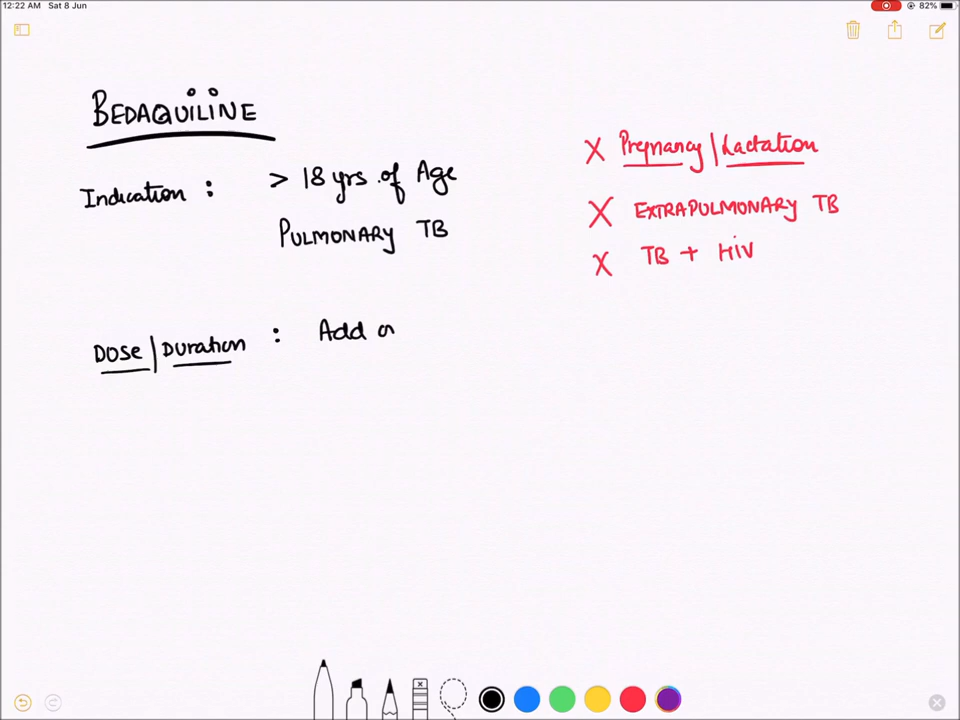 12:22 AM Sat 8 Jun
82%
BEDAQUILINE
Indication : > 18 yrs of Age
PULMONARY TB
X Pregnancy | Lactation
X EXTRAPULMONARY TB
X TB + HIV
Dose | Duration : Add o